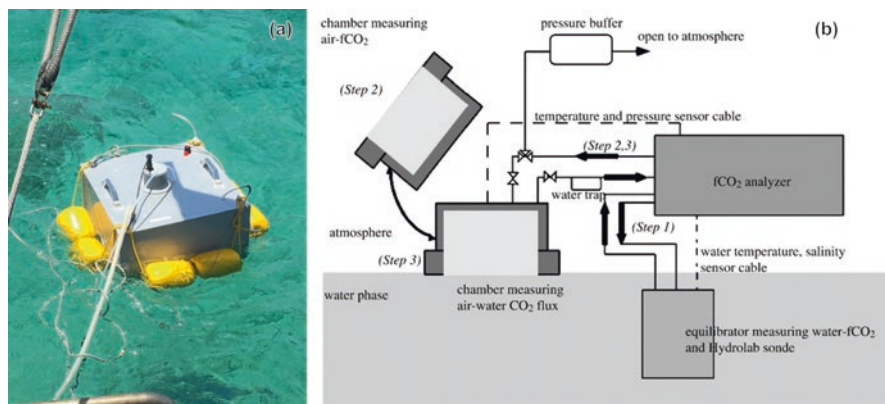 (a)
chamber measuring
air-fCO₂
(Step 2)
pressure buffer
open to atmosphere
(b)
temperature and pressure sensor cable
(Step 2,3)
fCO₂ analyzer
water trap
(Step 1)
atmosphere
(Step 3)
water temperature, salinity
sensor cable
water phase
chamber measuring
air-water CO₂ flux
equilibrator measuring water-fCO₂
and Hydrolab sonde